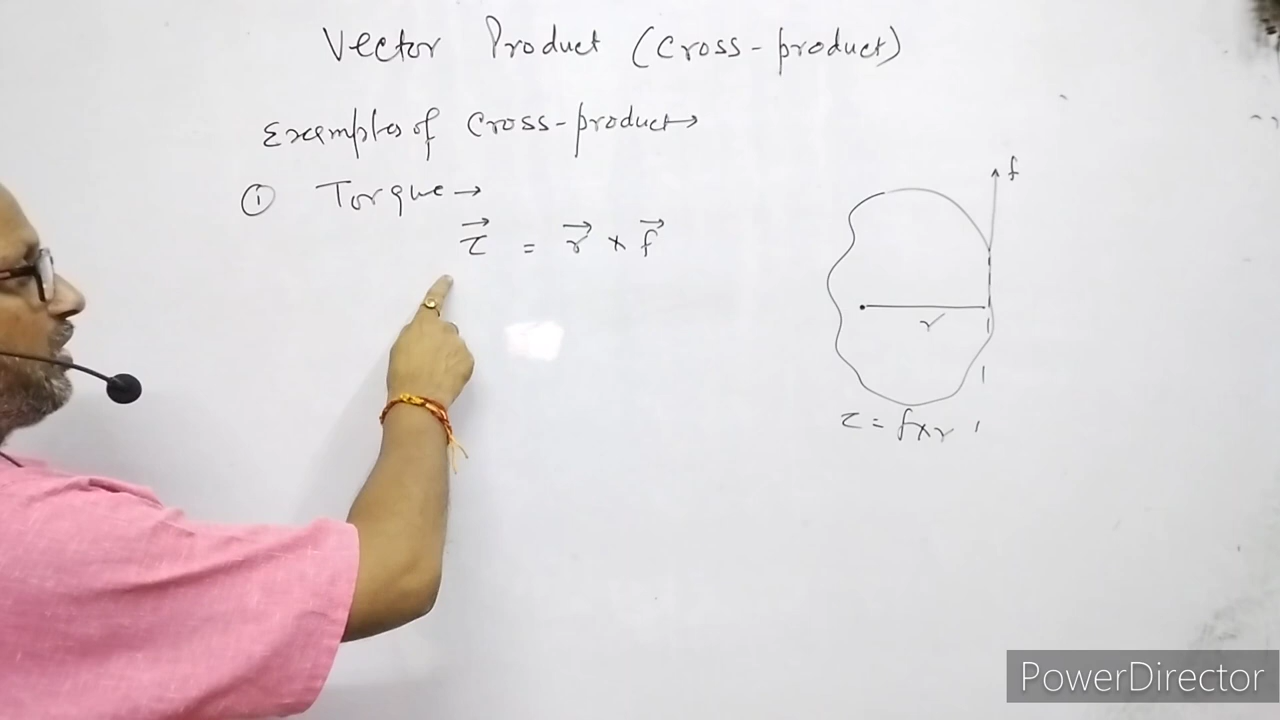 Vector Product (Cross-product)
Examples of Cross-product→
① Torque→
τ⃗ = r⃗ × f⃗
f
r
τ = f×r
PowerDirector